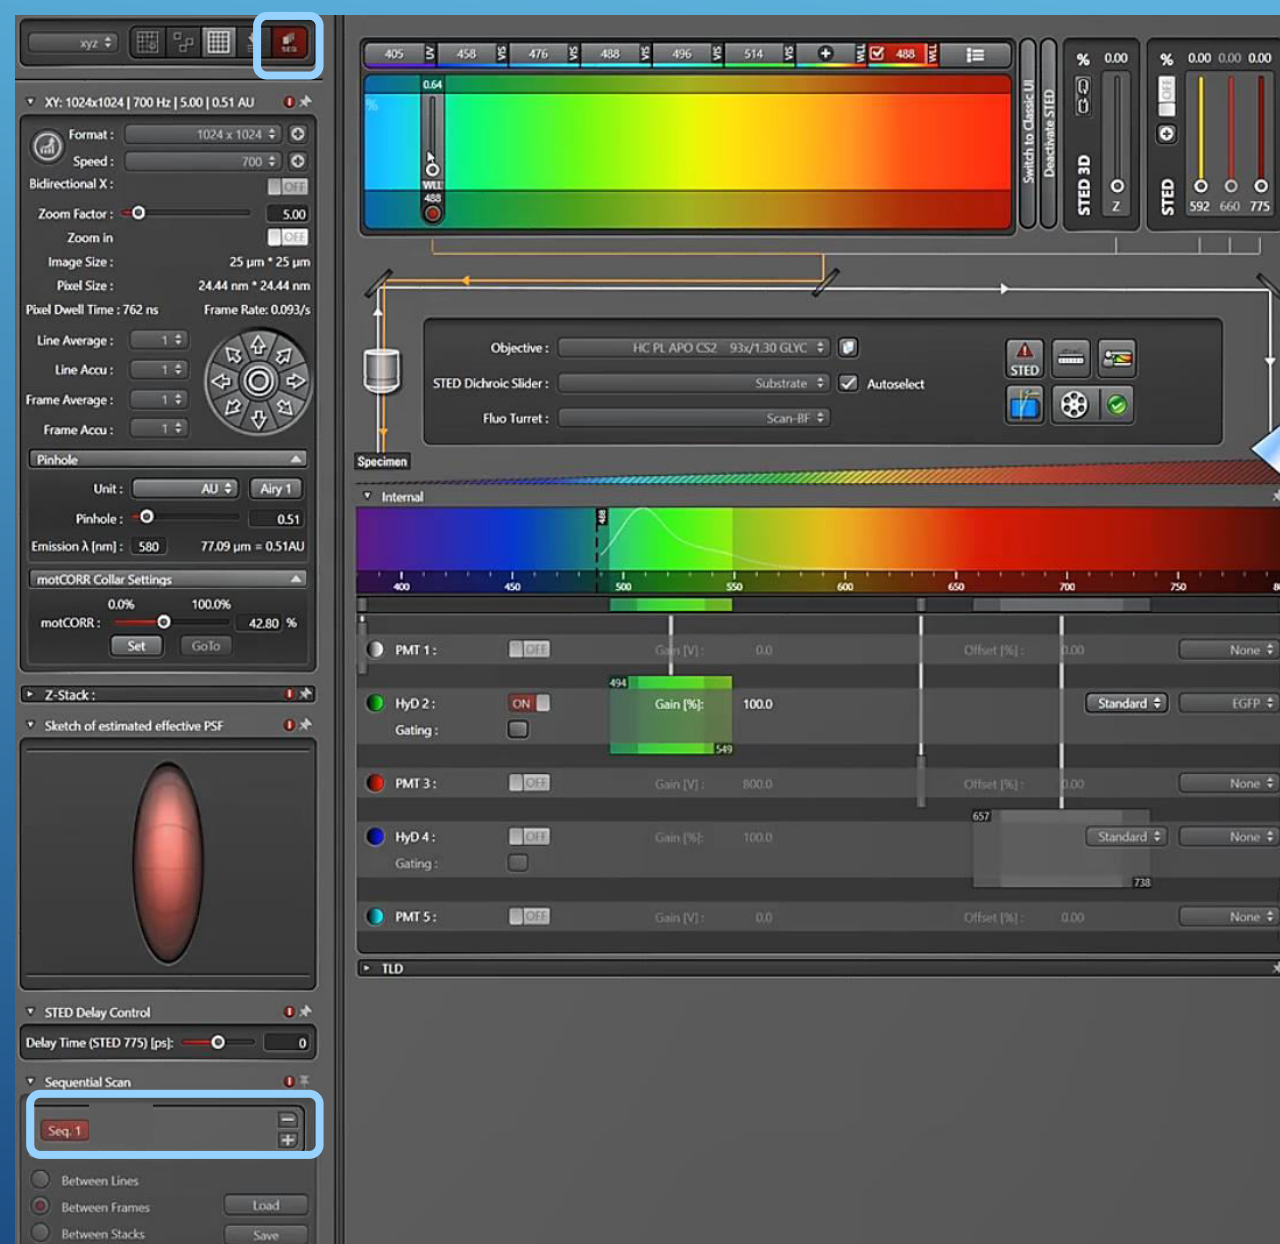 xyz
SEQ
XY: 1024x1024 | 700 Hz | 5.00 | 0.51 AU
Format : 1024 x 1024
Speed : 700
Bidirectional X : OFF
Zoom Factor : 5.00
Zoom in OFF
Image Size : 25 µm * 25 µm
Pixel Size : 24.44 nm * 24.44 nm
Pixel Dwell Time : 762 ns Frame Rate: 0.093/s
Line Average : 1
Line Accu : 1
Frame Average : 1
Frame Accu : 1
Pinhole
Unit : AU Airy 1
Pinhole : 0.51
Emission λ [nm] : 580 77.09 µm = 0.51AU
motCORR Collar Settings
0.0% 100.0%
motCORR : 42.80 %
Set GoTo
Z-Stack :
Sketch of estimated effective PSF
STED Delay Control
Delay Time (STED 775) [ps]: 0
Sequential Scan
Seq. 1
Between Lines
Between Frames Load
Between Stacks Save
405 UV 458 VIS 476 VIS 488 VIS 496 VIS 514 VIS WLL 488 WLL
%
0.64
WLL
488
Switch to Classic UI
Deactivate STED
% 0.00
STED 3D
Z
% 0.00 0.00 0.00
OFF
STED
592 660 775
Objective : HC PL APO CS2 93x/1.30 GLYC
STED Dichroic Slider : Substrate Autoselect
Fluo Turret : Scan-BF
STED
Specimen
Internal
488
400 450 500 550 600 650 700 750
PMT 1 : OFF Gain [V] : 0.0 Offset [%] : 0.00 None
494
HyD 2 : ON Gain [%]: 100.0 Standard EGFP
Gating :
549
PMT 3 : OFF Gain [V] : 800.0 Offset [%] : 0.00 None
657
HyD 4 : OFF Gain [%]: 100.0 Standard None
Gating :
738
PMT 5 : OFF Gain [V] : 0.0 Offset [%] : 0.00 None
TLD